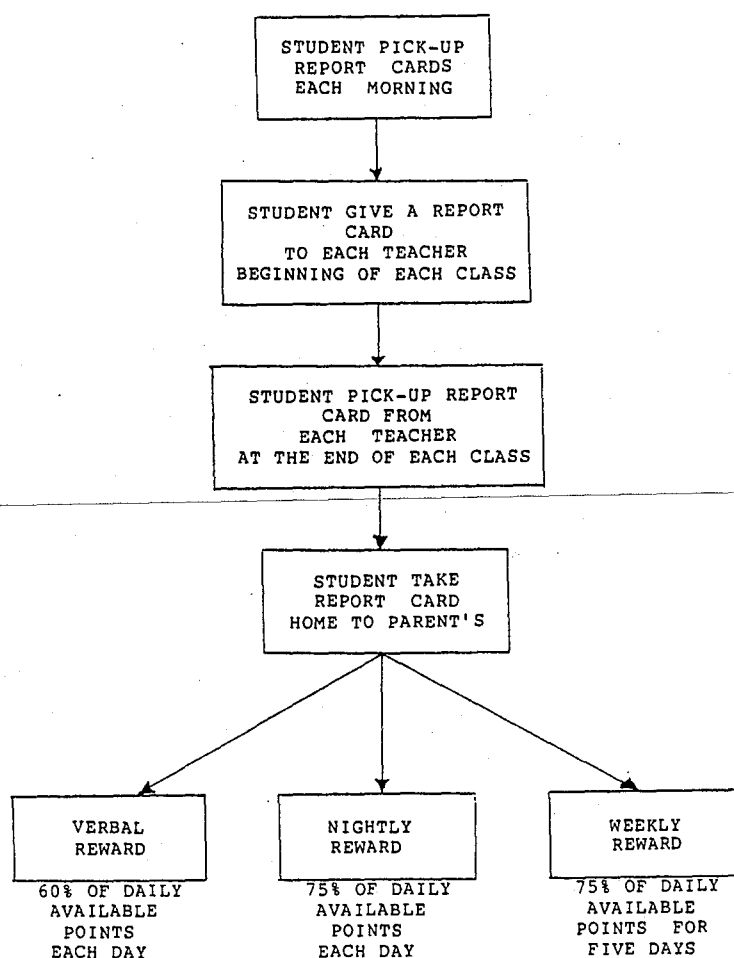 STUDENT PICK-UP
REPORT CARDS
EACH MORNING
STUDENT GIVE A REPORT
CARD
TO EACH TEACHER
BEGINNING OF EACH CLASS
STUDENT PICK-UP REPORT
CARD FROM
EACH TEACHER
AT THE END OF EACH CLASS
STUDENT TAKE
REPORT CARD
HOME TO PARENT'S
VERBAL
REWARD
60% OF DAILY
AVAILABLE
POINTS
EACH DAY
NIGHTLY
REWARD
75% OF DAILY
AVAILABLE
POINTS
EACH DAY
WEEKLY
REWARD
75% OF DAILY
AVAILABLE
POINTS FOR
FIVE DAYS